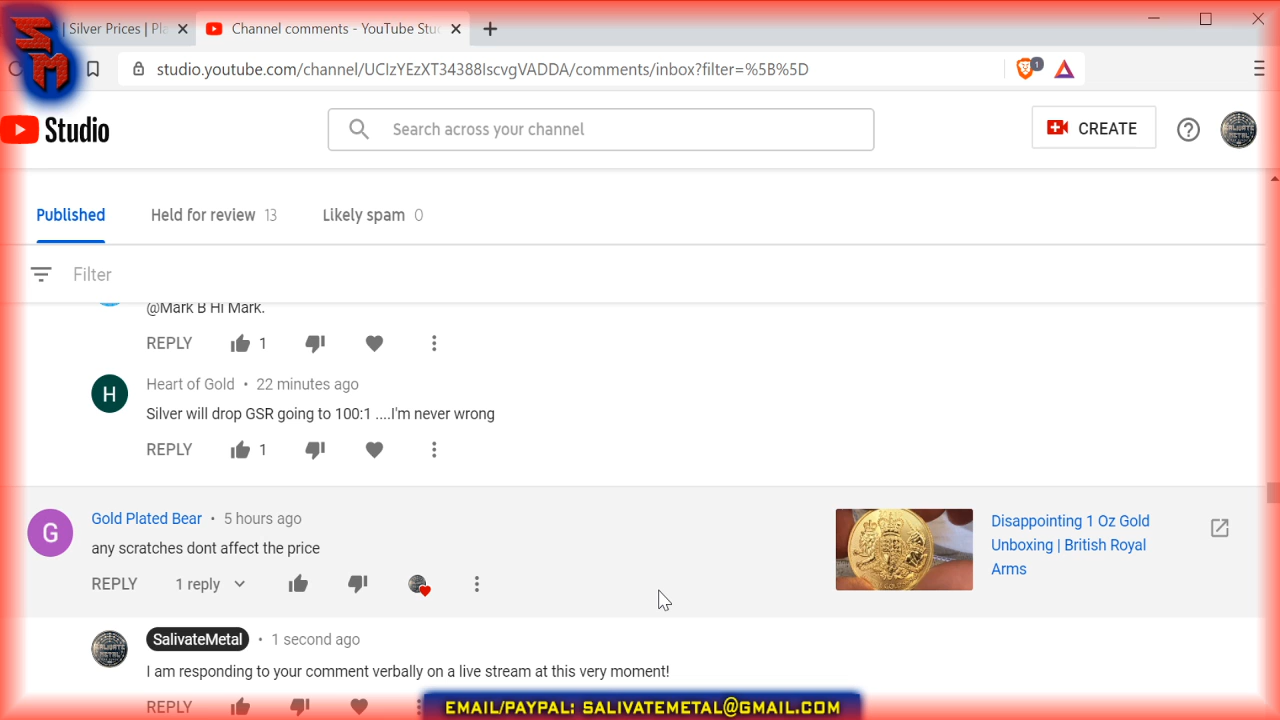 SM
| Silver Prices | Pla
Channel comments - YouTube Stu
studio.youtube.com/channel/UCIzYEzXT34388IscvgVADDA/comments/inbox?filter=%5B%5D
1
Studio
Search across your channel
CREATE
Published
Held for review 13
Likely spam 0
Filter
@Mark B Hi Mark.
REPLY 1
H
Heart of Gold • 22 minutes ago
Silver will drop GSR going to 100:1 ....I'm never wrong
REPLY 1
G
Gold Plated Bear • 5 hours ago
any scratches dont affect the price
REPLY 1 reply
Disappointing 1 Oz Gold
Unboxing | British Royal
Arms
SalivateMetal • 1 second ago
I am responding to your comment verbally on a live stream at this very moment!
REPLY
EMAIL/PAYPAL: SALIVATEMETAL@GMAIL.COM